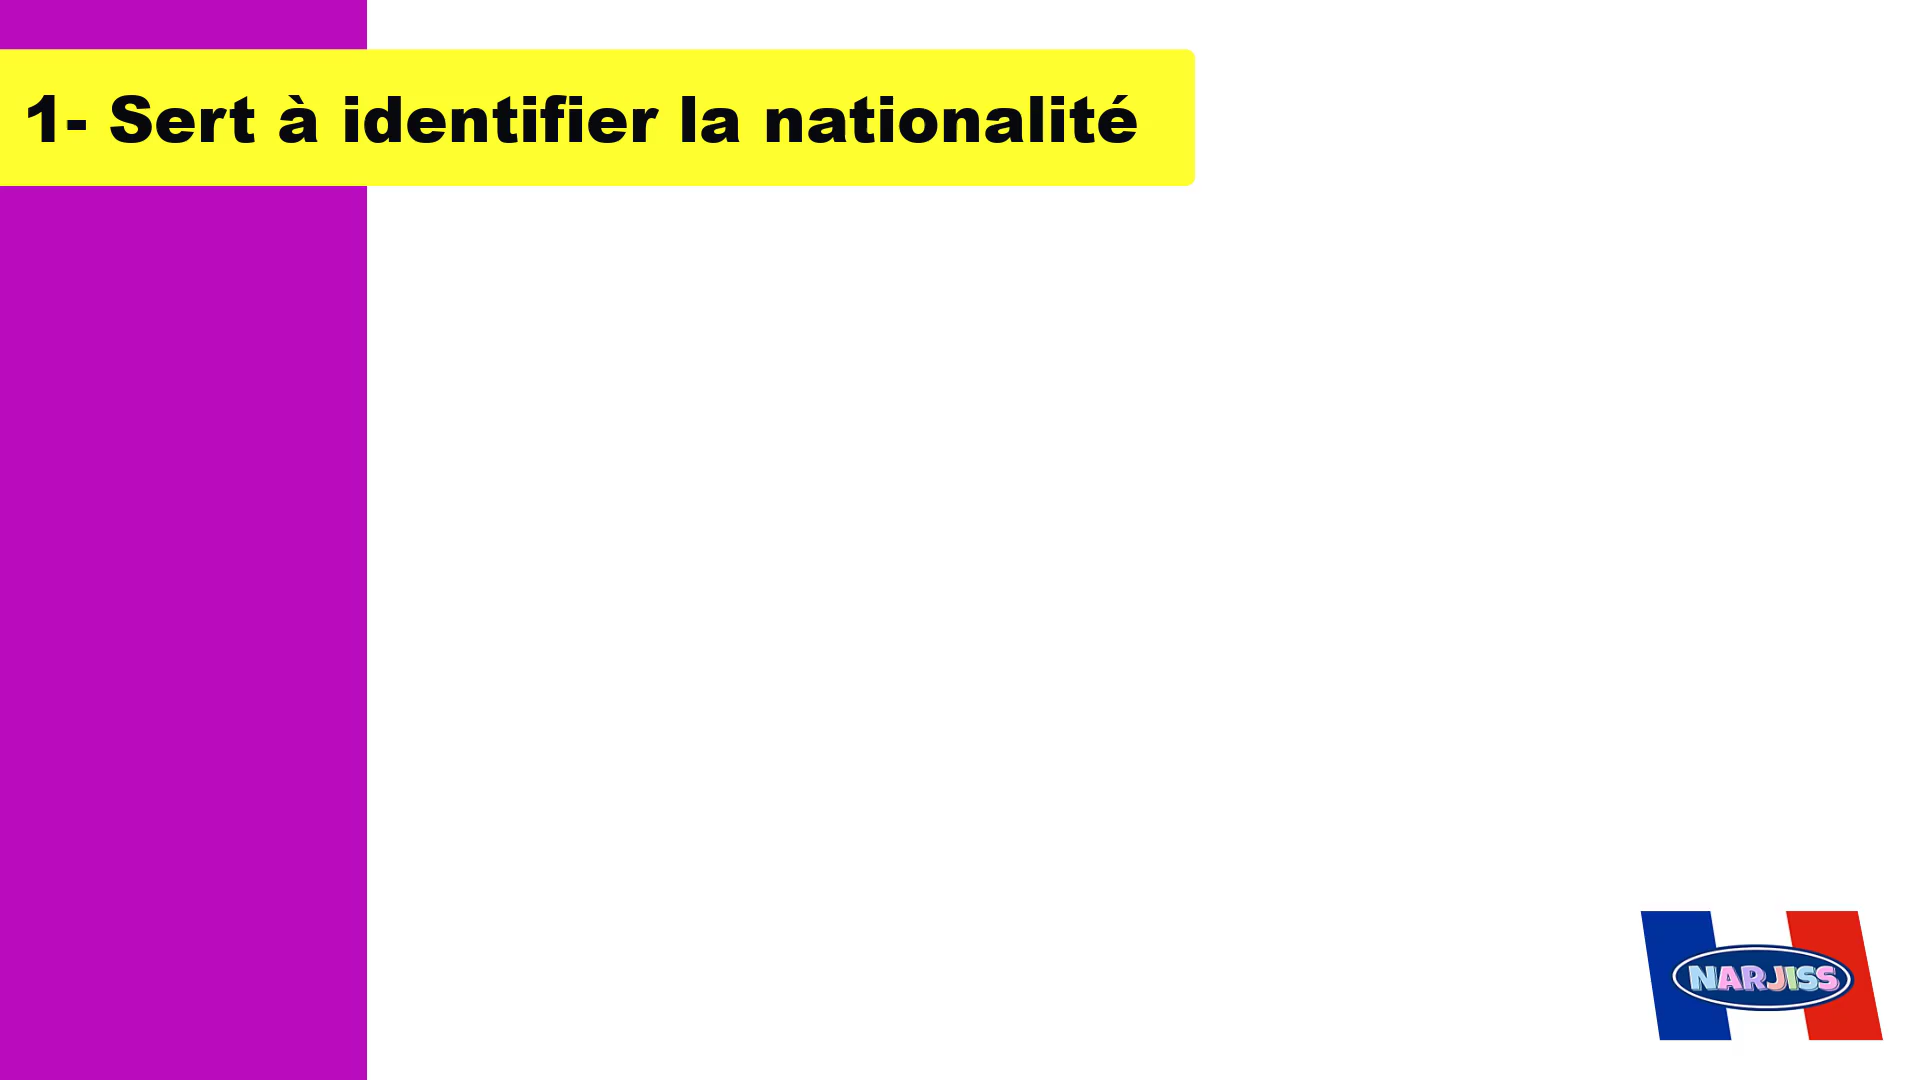 1- Sert à identifier la nationalité
NARJISS